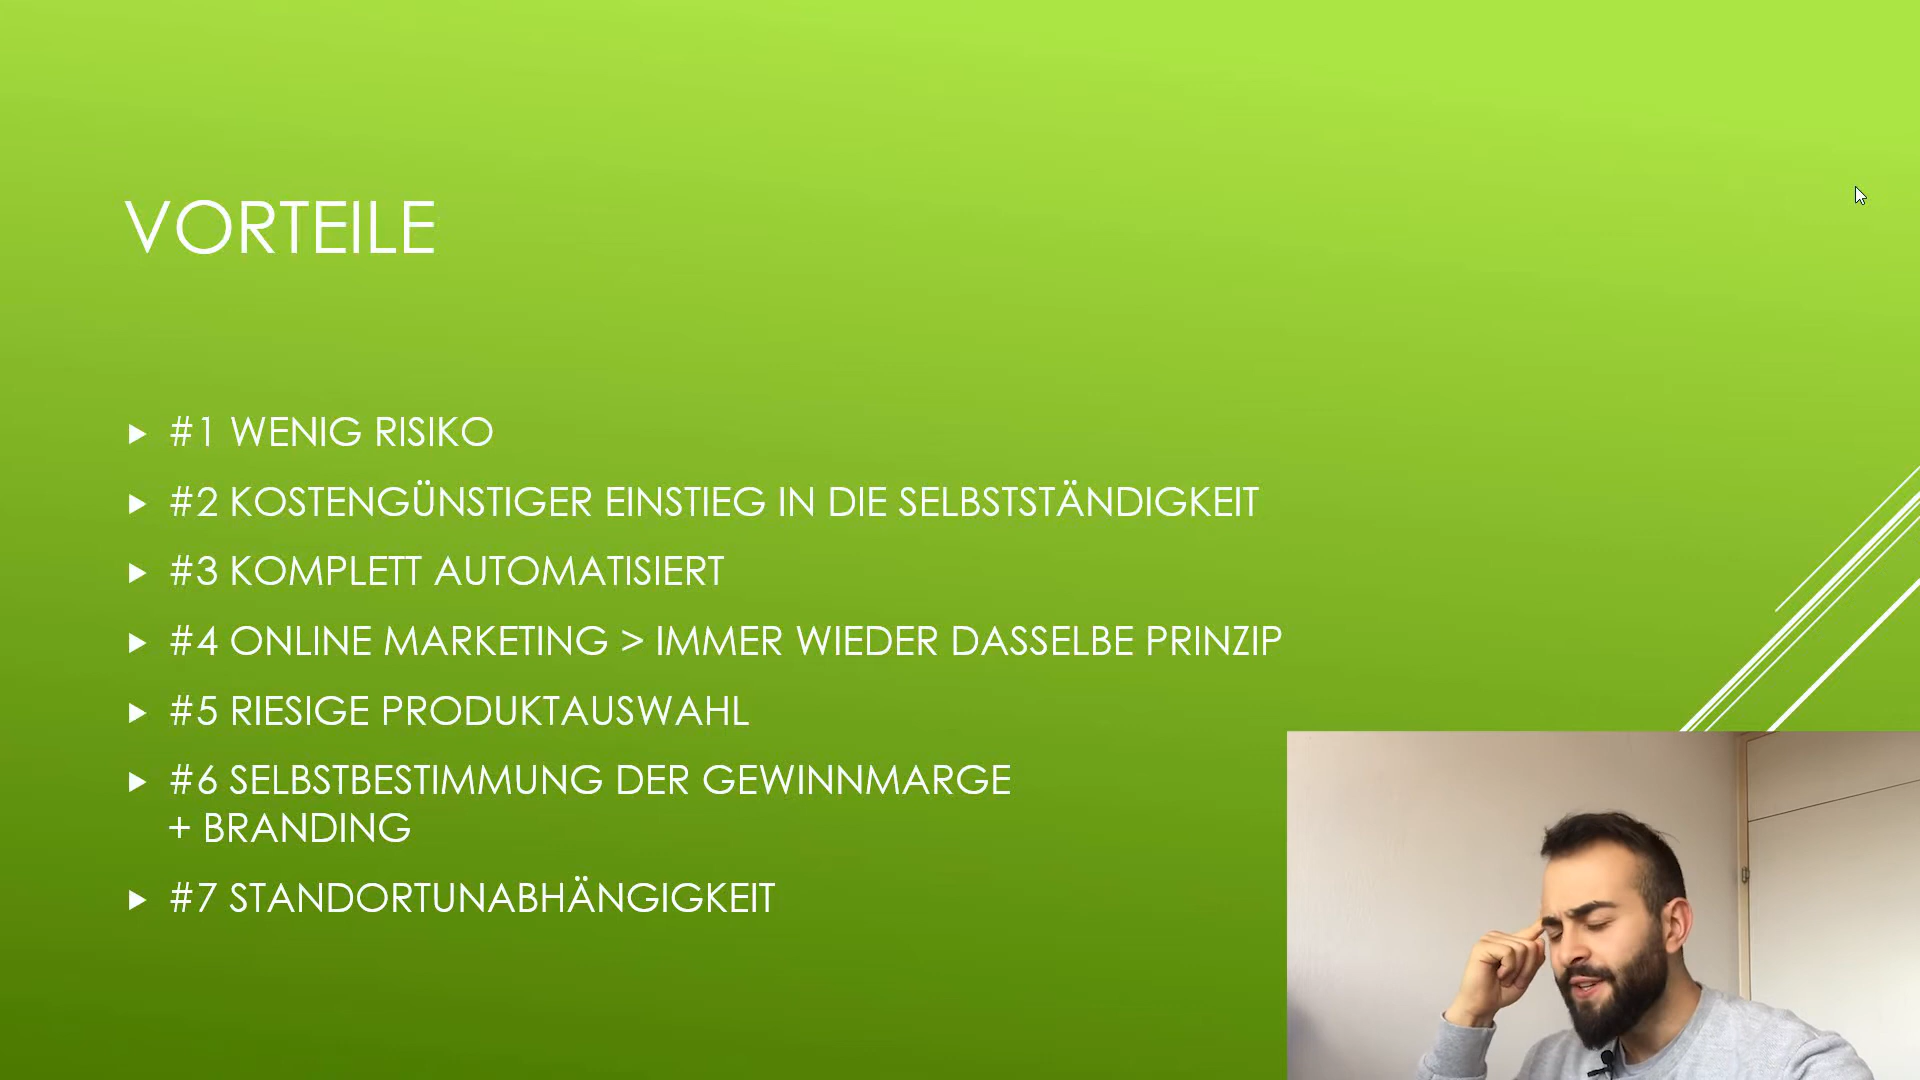 VORTEILE
#1 WENIG RISIKO
#2 KOSTENGÜNSTIGER EINSTIEG IN DIE SELBSTSTÄNDIGKEIT
#3 KOMPLETT AUTOMATISIERT
#4 ONLINE MARKETING > IMMER WIEDER DASSELBE PRINZIP
#5 RIESIGE PRODUKTAUSWAHL
#6 SELBSTBESTIMMUNG DER GEWINNMARGE
+ BRANDING
#7 STANDORTUNABHÄNGIGKEIT